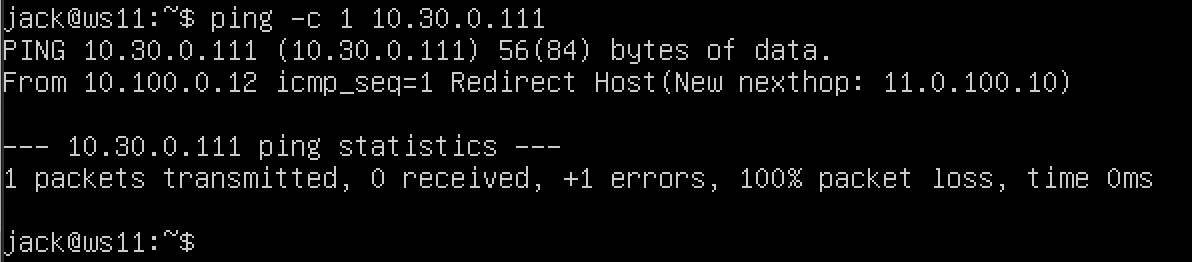 jack@ws11:~$ ping -c 1 10.30.0.111
PING 10.30.0.111 (10.30.0.111) 56(84) bytes of data.
From 10.100.0.12 icmp_seq=1 Redirect Host(New nexthop: 11.0.100.10)
--- 10.30.0.111 ping statistics ---
1 packets transmitted, 0 received, +1 errors, 100% packet loss, time 0ms
jack@ws11:~$